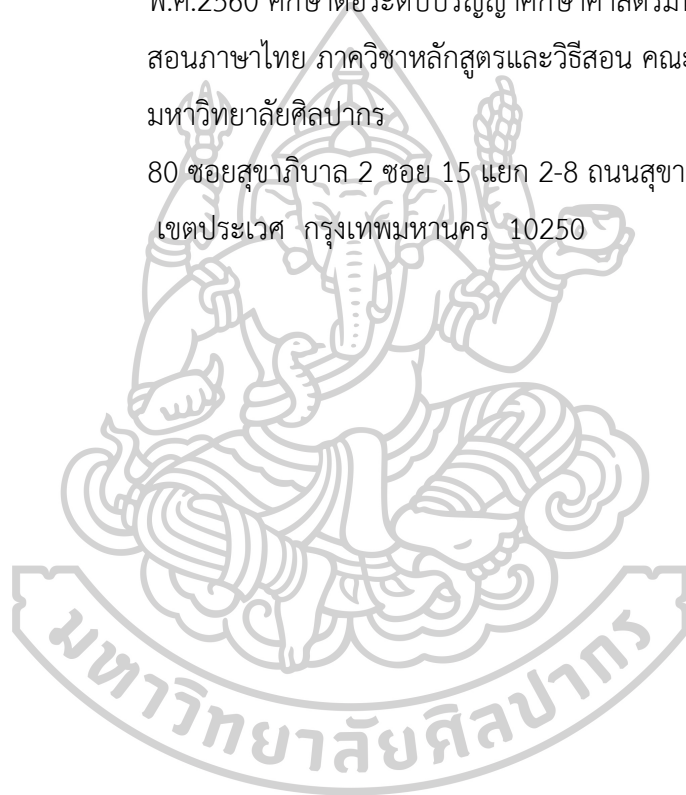 พ.ศ.2560 ศึกษาต่อระดับปริญญาศึกษาศาสตรม
สอนภาษาไทย ภาควิชาหลักสูตรและวิธีสอน คณะ
มหาวิทยาลัยศิลปากร
80 ซอยสุขาภิบาล 2 ซอย 15 แยก 2-8 ถนนสุขา
เขตประเวศ กรุงเทพมหานคร 10250
มหาวิทยาลัยศิลปากร